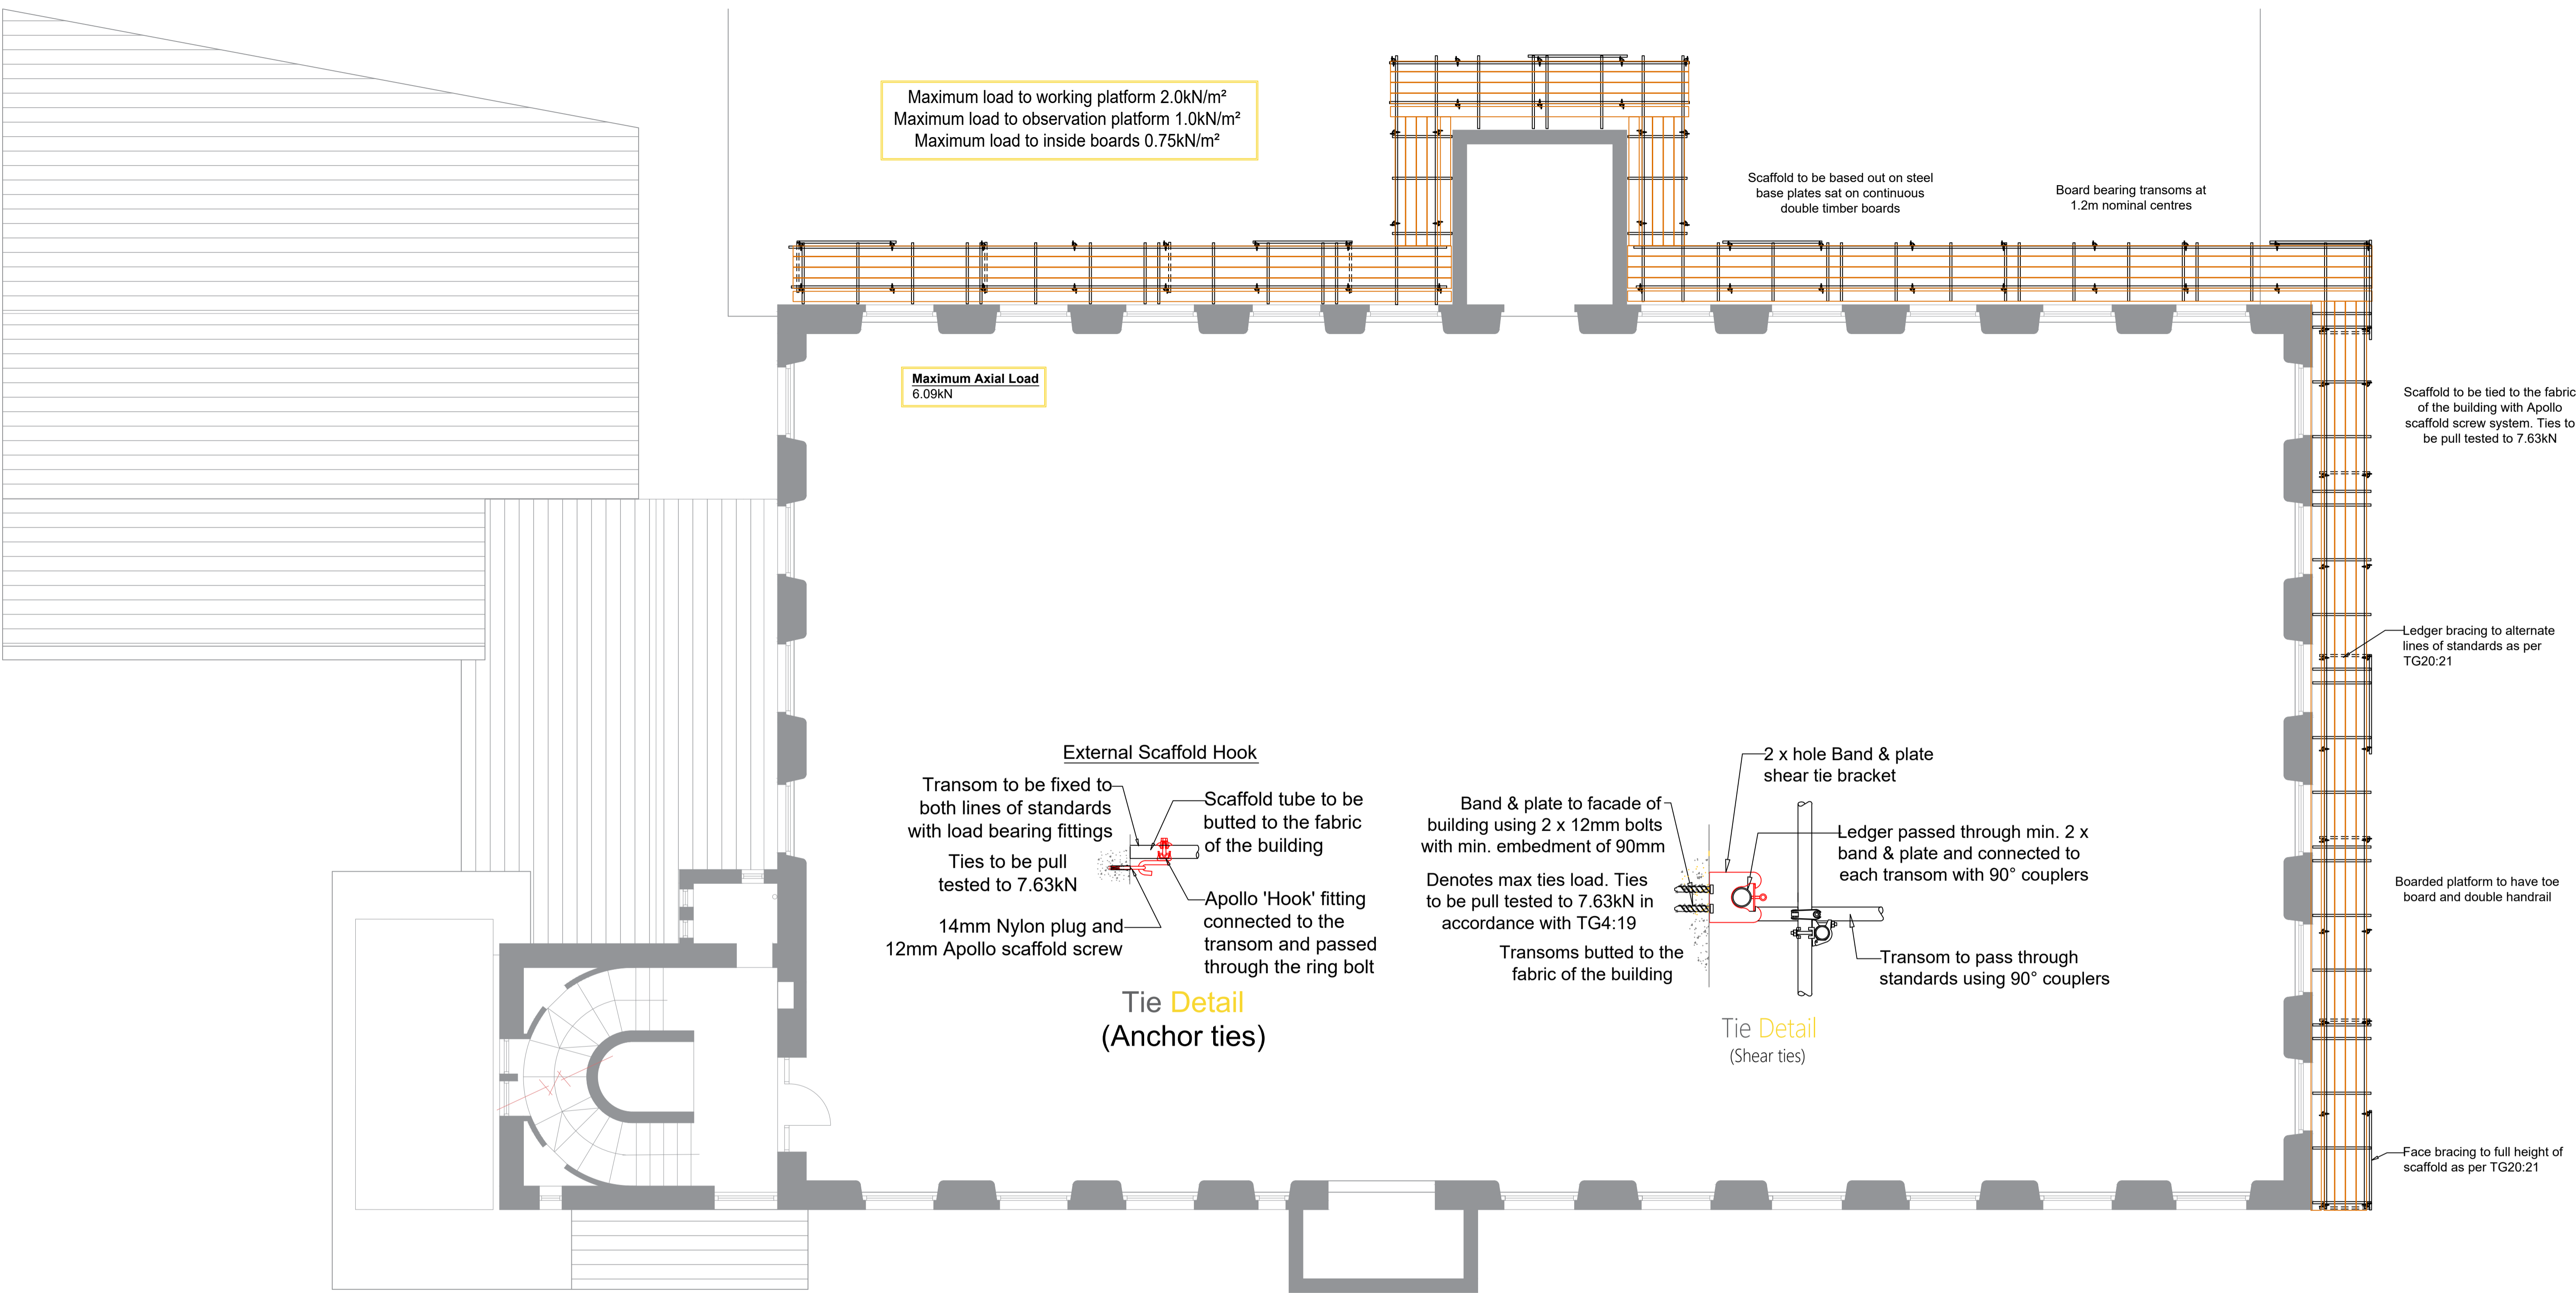 Maximum load to working platform 2.0kN/m²
Maximum load to observation platform 1.0kN/m²
Maximum load to inside boards 0.75kN/m²
Scaffold to be based out on steel
base plates sat on continuous
double timber boards
Board bearing transoms at
1.2m nominal centres
Maximum Axial Load
6.09kN
Scaffold to be tied to the fabric
of the building with Apollo
scaffold screw system. Ties to
be pull tested to 7.63kN
Ledger bracing to alternate
lines of standards as per
TG20:21
External Scaffold Hook
Transom to be fixed to
both lines of standards
with load bearing fittings
Ties to be pull
tested to 7.63kN
14mm Nylon plug and
12mm Apollo scaffold screw
Scaffold tube to be
butted to the fabric
of the building
Apollo 'Hook' fitting
connected to the
transom and passed
through the ring bolt
Tie Detail
(Anchor ties)
2 x hole Band & plate
shear tie bracket
Band & plate to facade of
building using 2 x 12mm bolts
with min. embedment of 90mm
Denotes max ties load. Ties
to be pull tested to 7.63kN in
accordance with TG4:19
Transoms butted to the
fabric of the building
Ledger passed through min. 2 x
band & plate and connected to
each transom with 90° couplers
Transom to pass through
standards using 90° couplers
Tie Detail
(Shear ties)
Boarded platform to have toe
board and double handrail
Face bracing to full height of
scaffold as per TG20:21